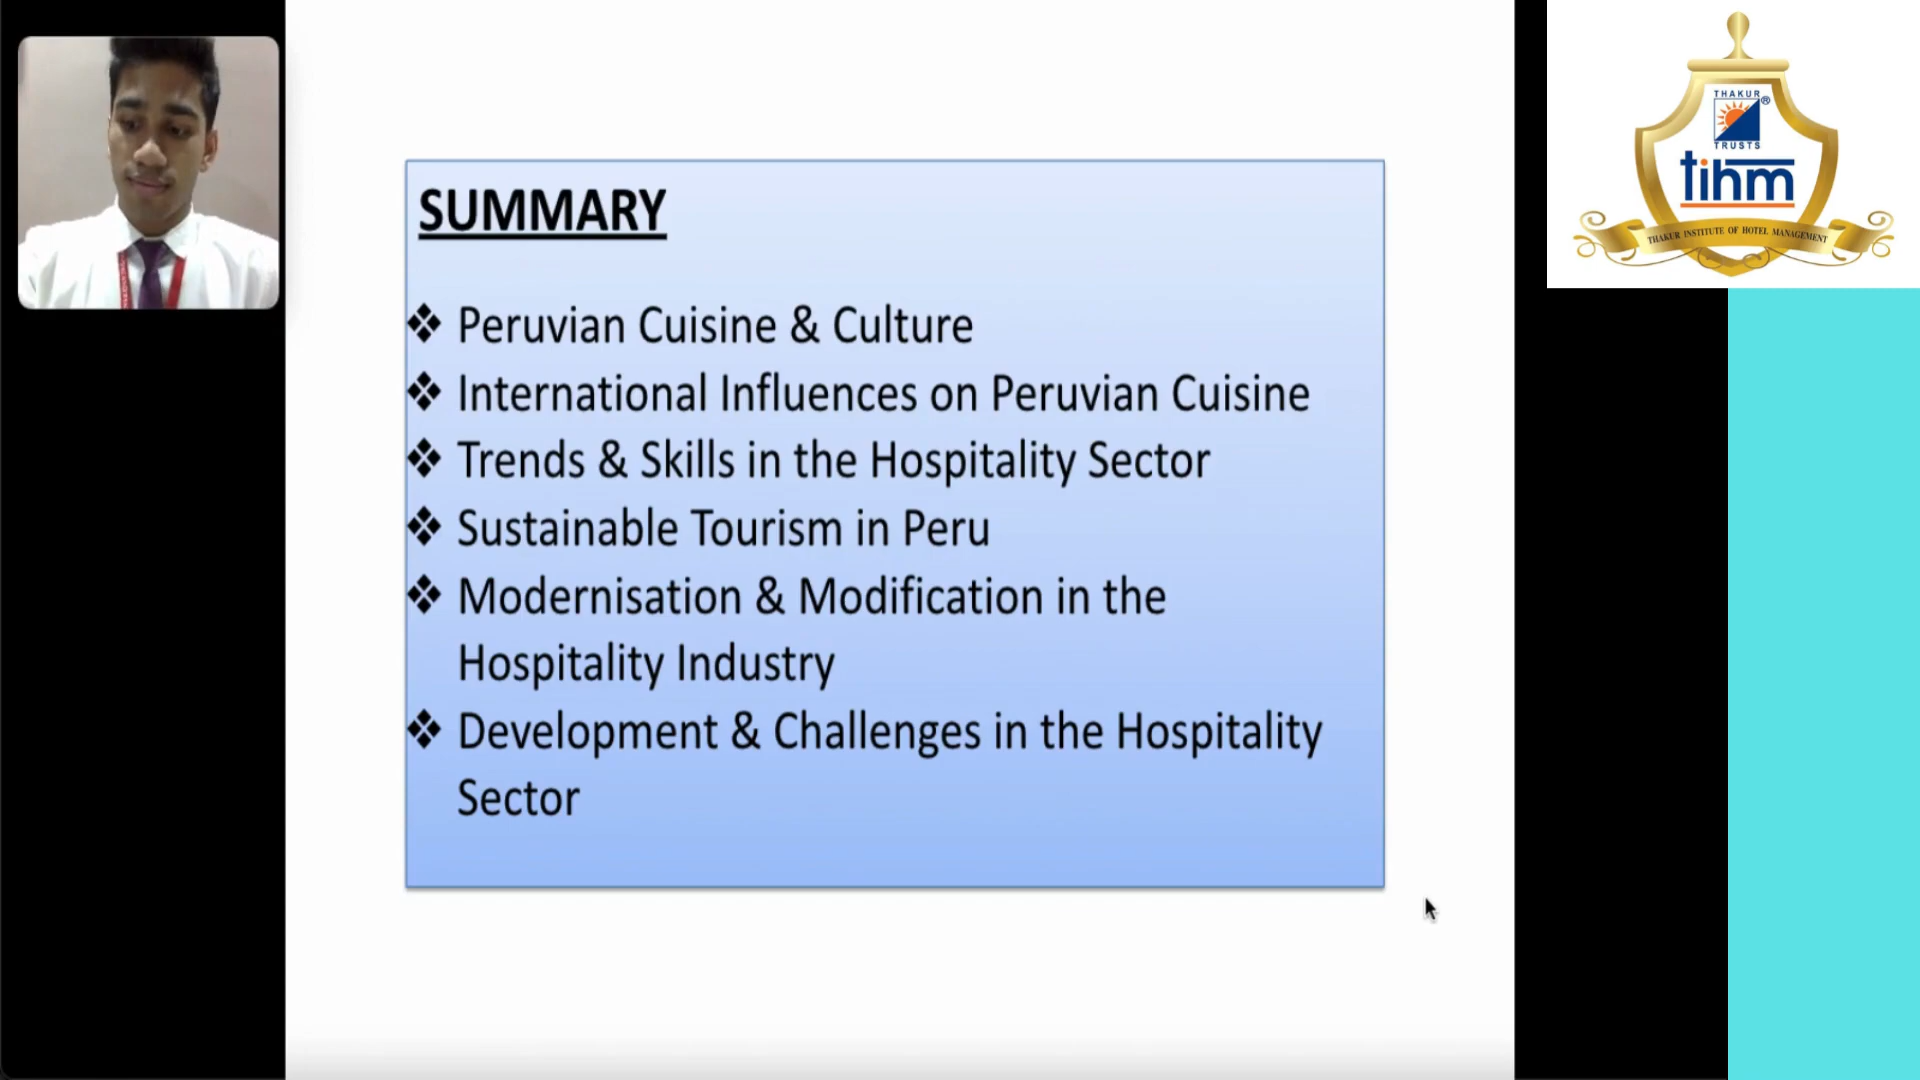 SUMMARY
❖ Peruvian Cuisine & Culture
❖ International Influences on Peruvian Cuisine
❖ Trends & Skills in the Hospitality Sector
❖ Sustainable Tourism in Peru
❖ Modernisation & Modification in the
Hospitality Industry
❖ Development & Challenges in the Hospitality
Sector
THAKUR
®
TRUSTS
tihm
THAKUR INSTITUTE OF HOTEL MANAGEMENT